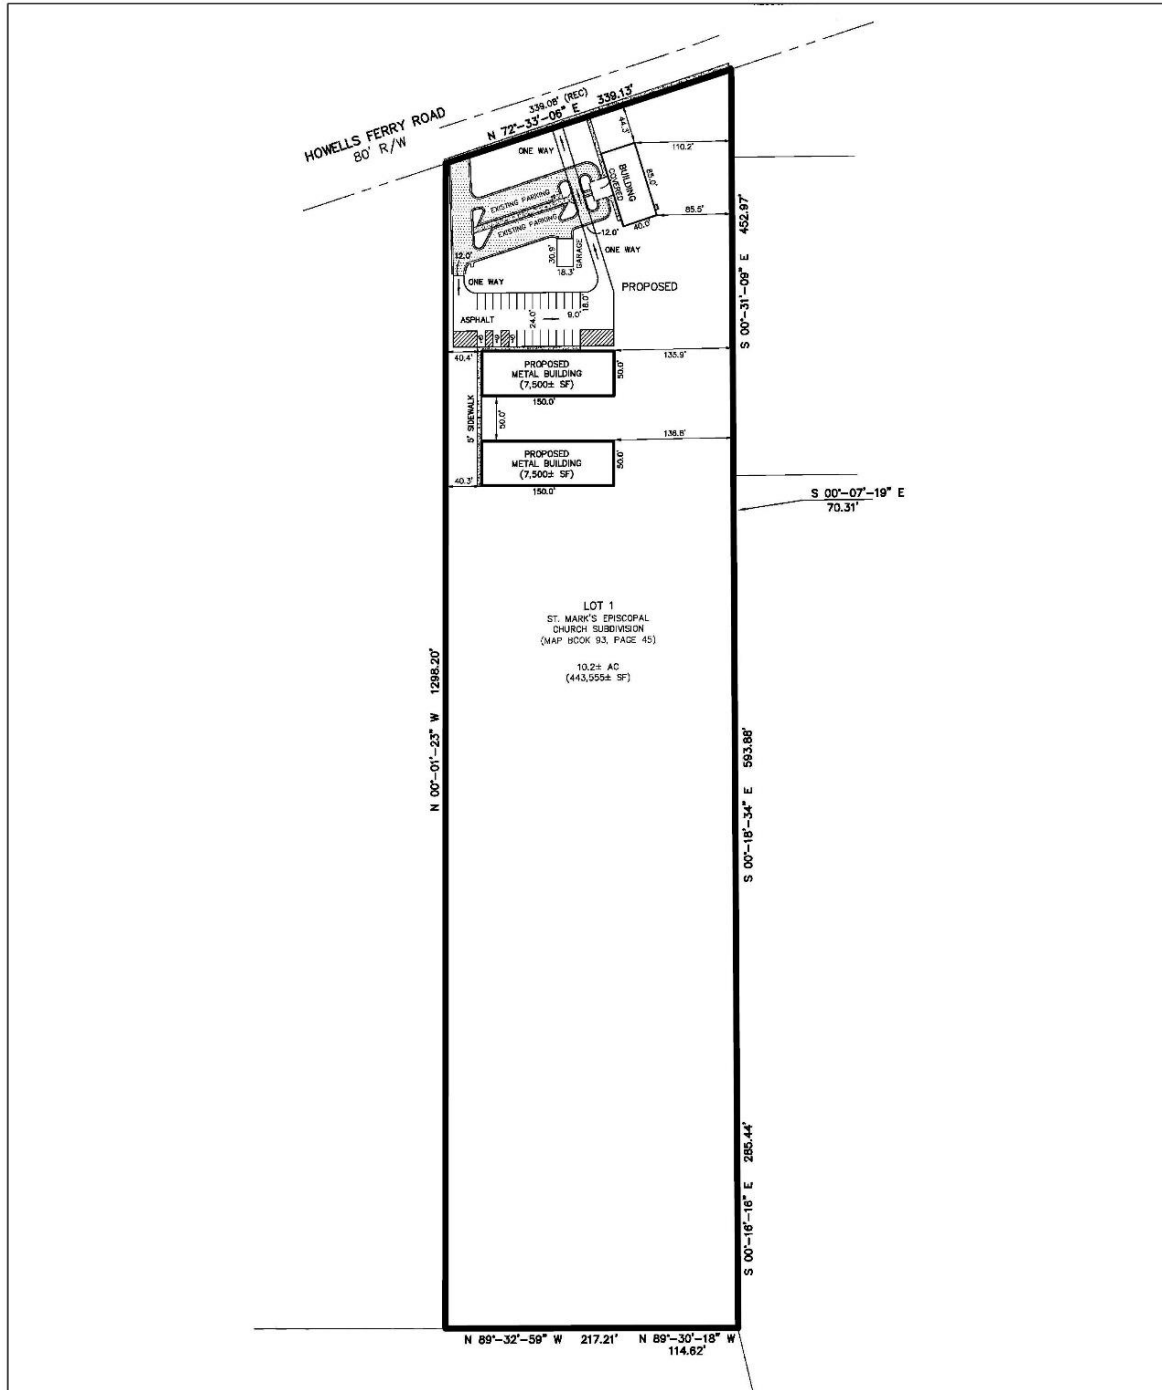 339.08' (REC)
N 72°-33'-06" E 339.13'
HOWELLS FERRY ROAD
80' R/W
ONE WAY
44.3'
110.2'
COVERED
BUILDING
85.0'
EXISTING PARKING
EXISTING PARKING
40.0'
85.5'
12.0'
ONE WAY
30.9'
GARAGE
18.3'
12.0'
ONE WAY
PROPOSED
S 00°-31'-09" E 452.97'
18.0'
ASPHALT
24.0'
9.0'
40.4'
PROPOSED
METAL BUILDING
(7,500± SF)
50.0'
135.9'
150.0'
5' SIDEWALK
50.0'
136.8'
PROPOSED
METAL BUILDING
(7,500± SF)
50.0'
40.3'
150.0'
S 00°-07'-19" E
70.31'
LOT 1
ST. MARK'S EPISCOPAL
CHURCH SUBDIVISION
(MAP BOOK 93, PAGE 45)
10.2± AC
(443,555± SF)
N 00°-01'-23" W 1298.20'
S 00°-18'-34" E 593.88'
S 00°-16'-16" E 285.44'
N 89°-32'-59" W 217.21' N 89°-30'-18" W
114.62'